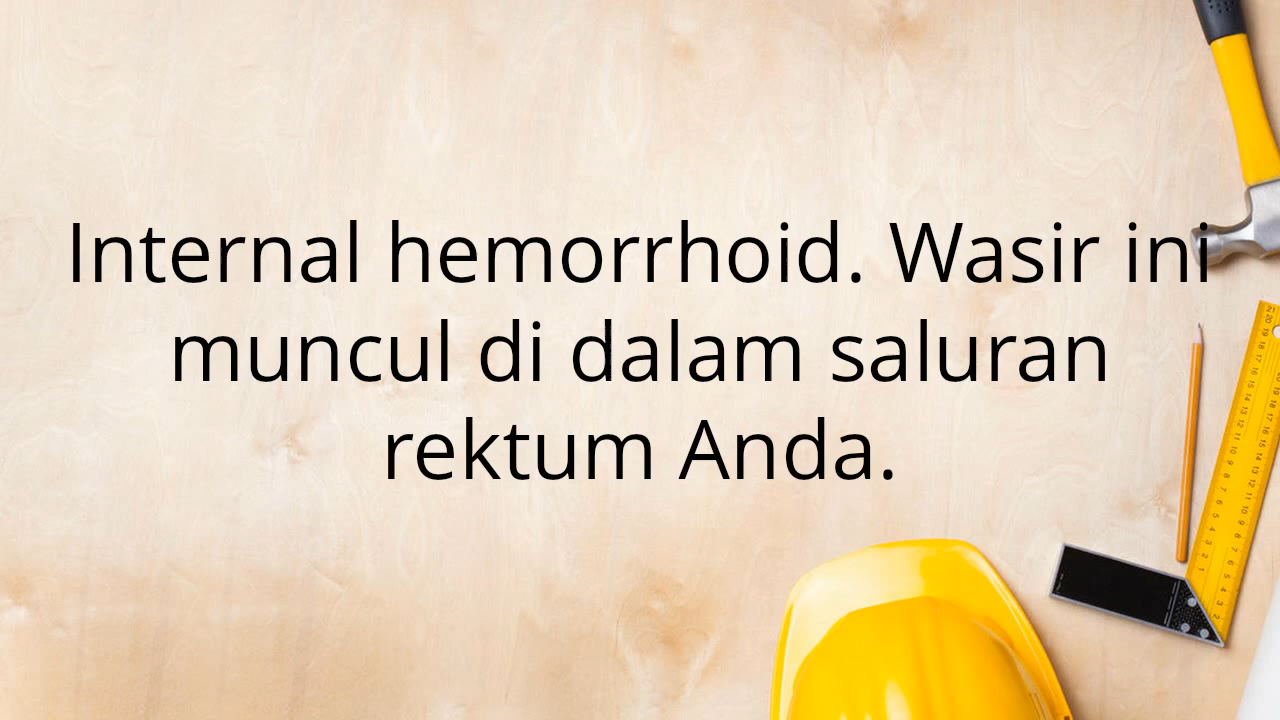 Internal hemorrhoid. Wasir ini
muncul di dalam saluran
rektum Anda.